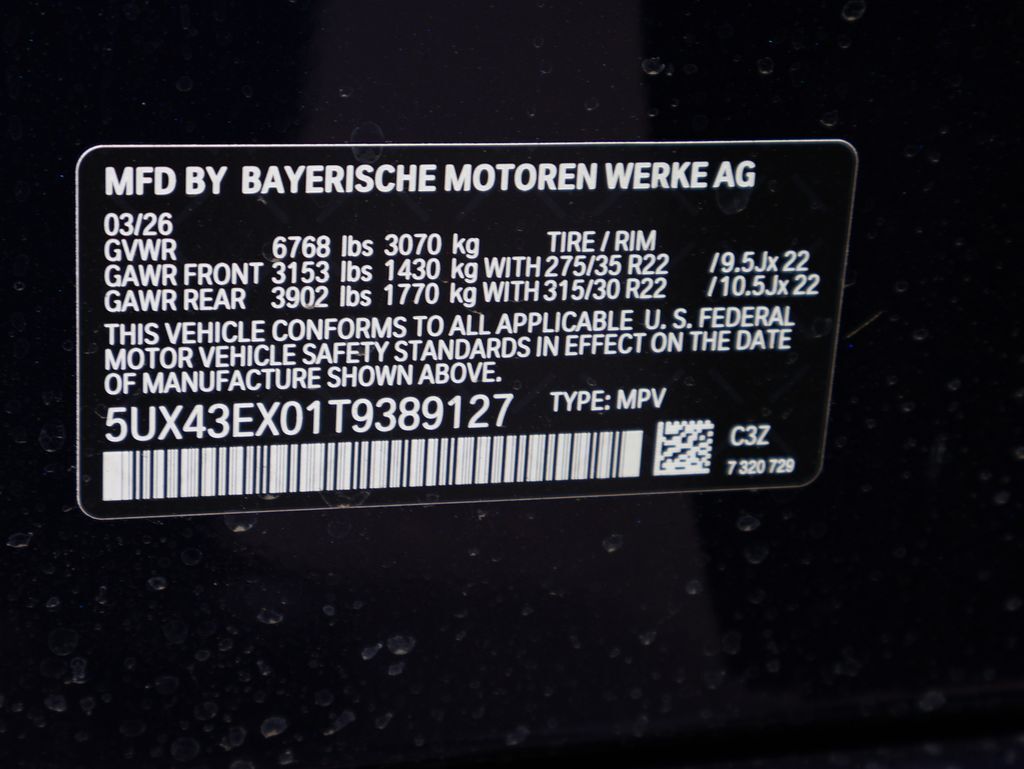 MFD BY BAYERISCHE MOTOREN WERKE AG
03/26
GVWR 6768 lbs 3070 kg TIRE / RIM
GAWR FRONT 3153 lbs 1430 kg WITH 275/35 R22 /9.5Jx 22
GAWR REAR 3902 lbs 1770 kg WITH 315/30 R22 /10.5Jx 22
THIS VEHICLE CONFORMS TO ALL APPLICABLE U. S. FEDERAL
MOTOR VEHICLE SAFETY STANDARDS IN EFFECT ON THE DATE
OF MANUFACTURE SHOWN ABOVE.
5UX43EX01T9389127 TYPE: MPV
C3Z
7 320 729